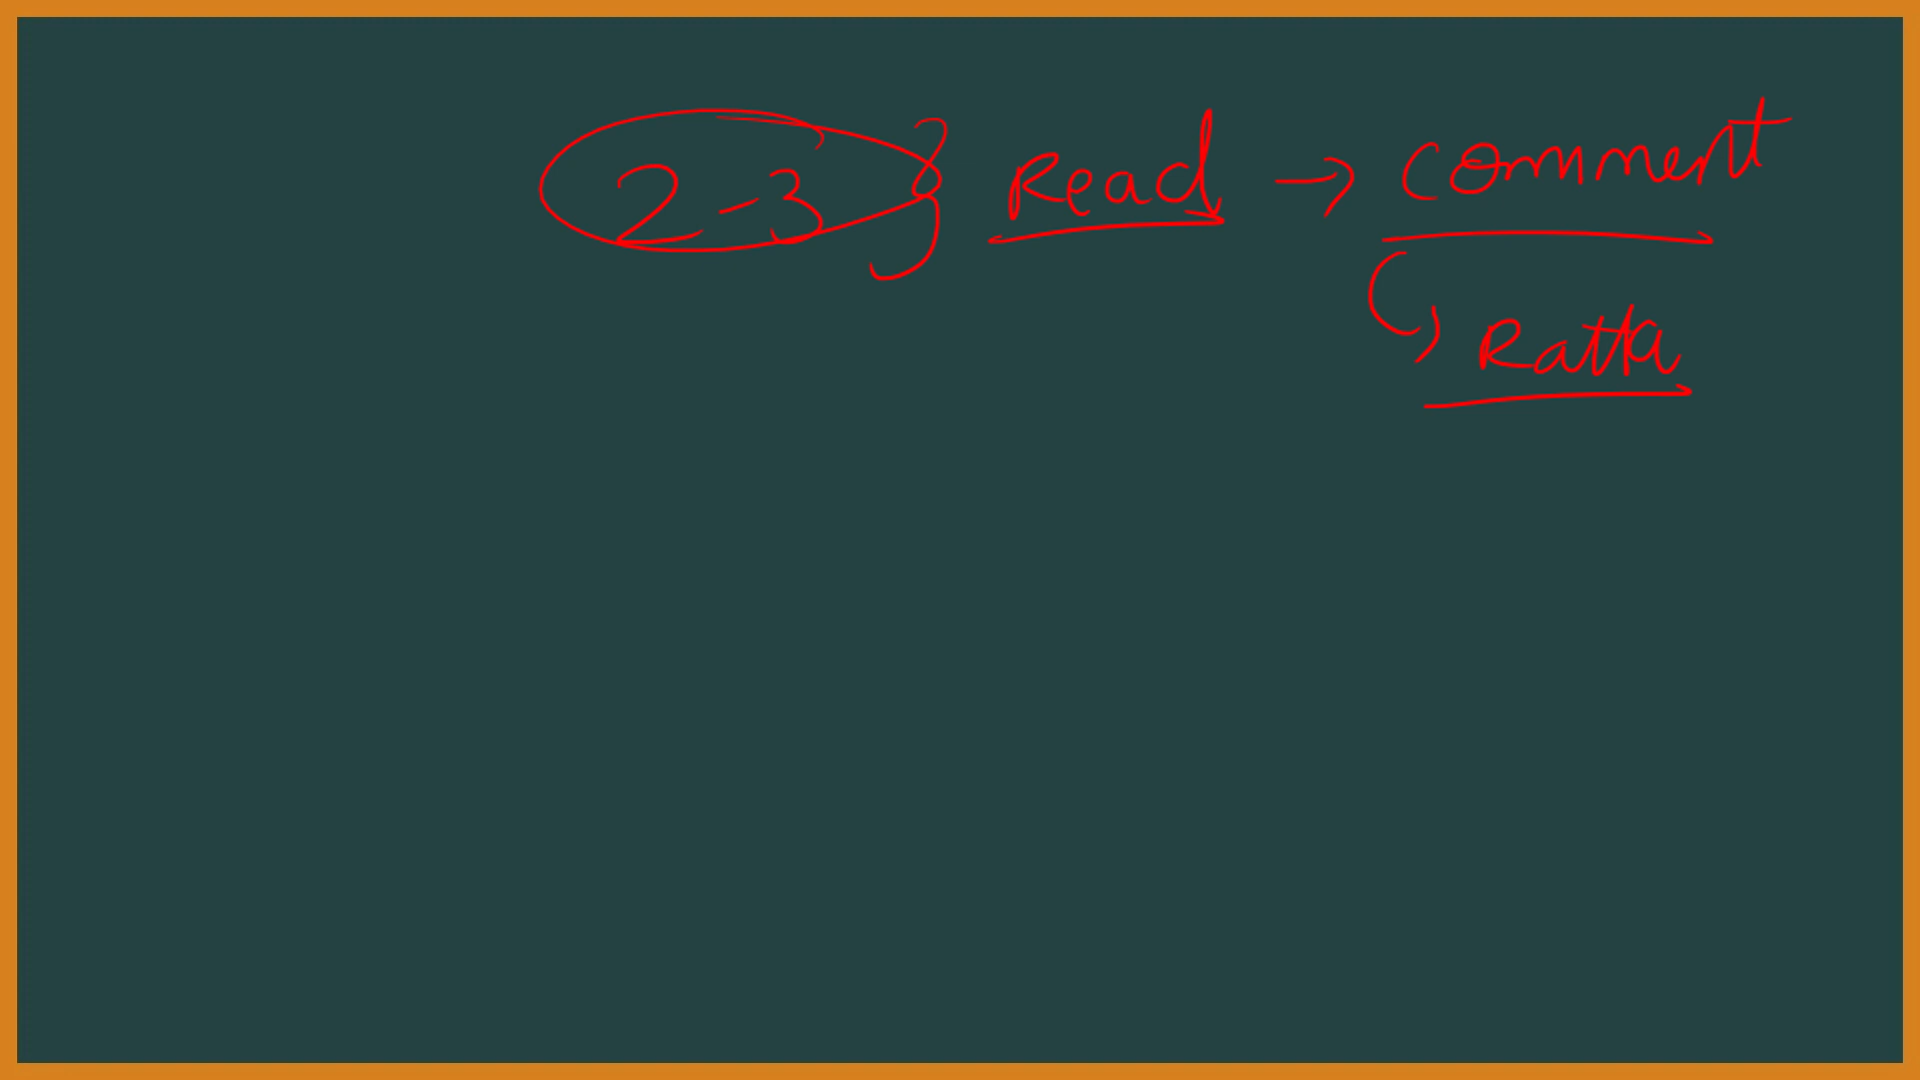 2-3 } Read → comment
Ratta